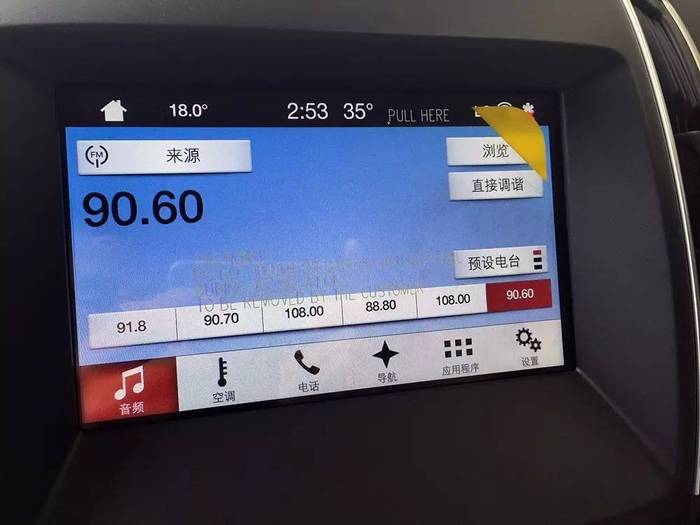 18.0° 2:53 35° PULL HERE
FM 来源 浏览
90.60 直接调谐
预设电台
TO BE REMOVED BY THE CUSTOMER
91.8 90.70 108.00 88.80 108.00 90.60
音频 空调 电话 导航 应用程序 设置